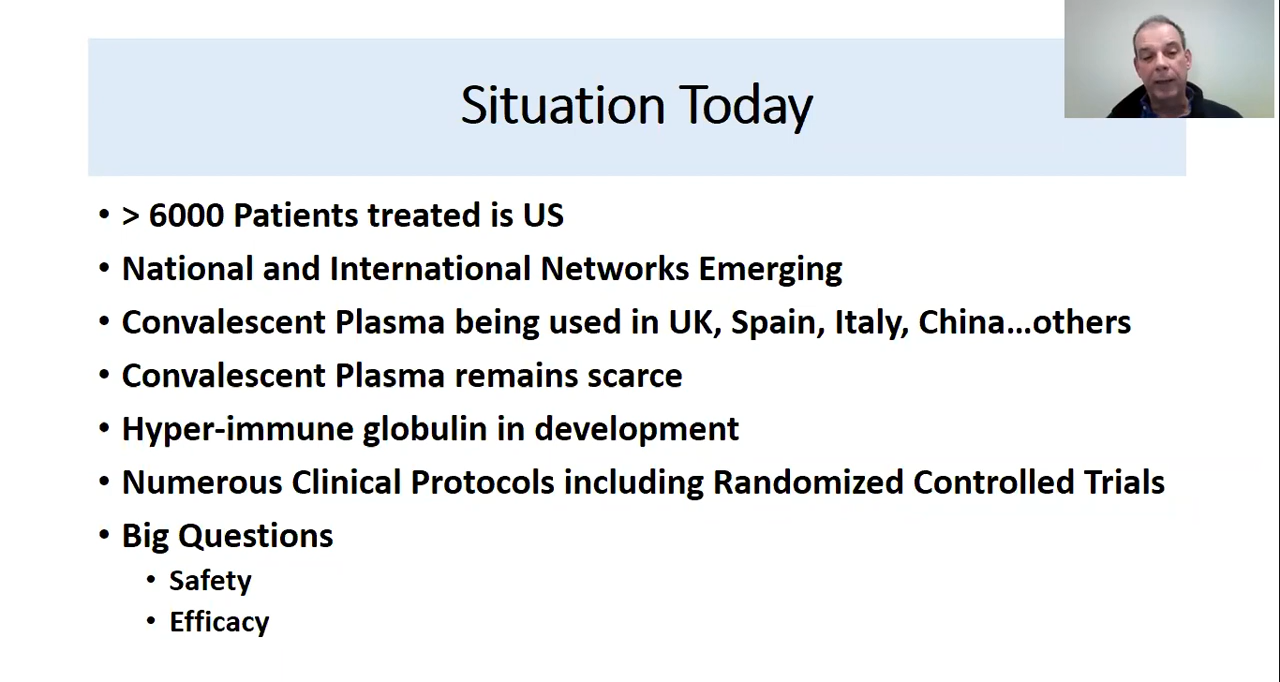 Situation Today
• > 6000 Patients treated is US
• National and International Networks Emerging
• Convalescent Plasma being used in UK, Spain, Italy, China...others
• Convalescent Plasma remains scarce
• Hyper-immune globulin in development
• Numerous Clinical Protocols including Randomized Controlled Trials
• Big Questions
• Safety
• Efficacy